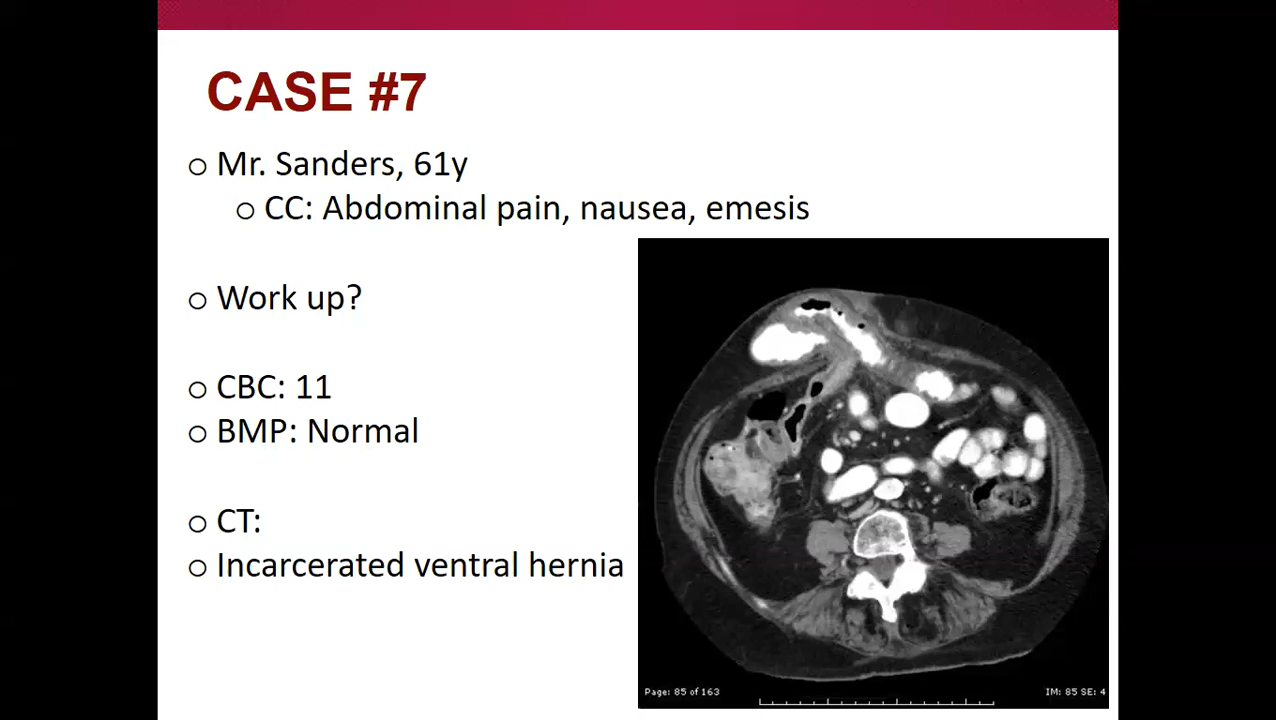 CASE #7
Mr. Sanders, 61y
CC: Abdominal pain, nausea, emesis
Work up?
CBC: 11
BMP: Normal
CT:
Incarcerated ventral hernia
Page: 85 of 163
IM: 85 SE: 4